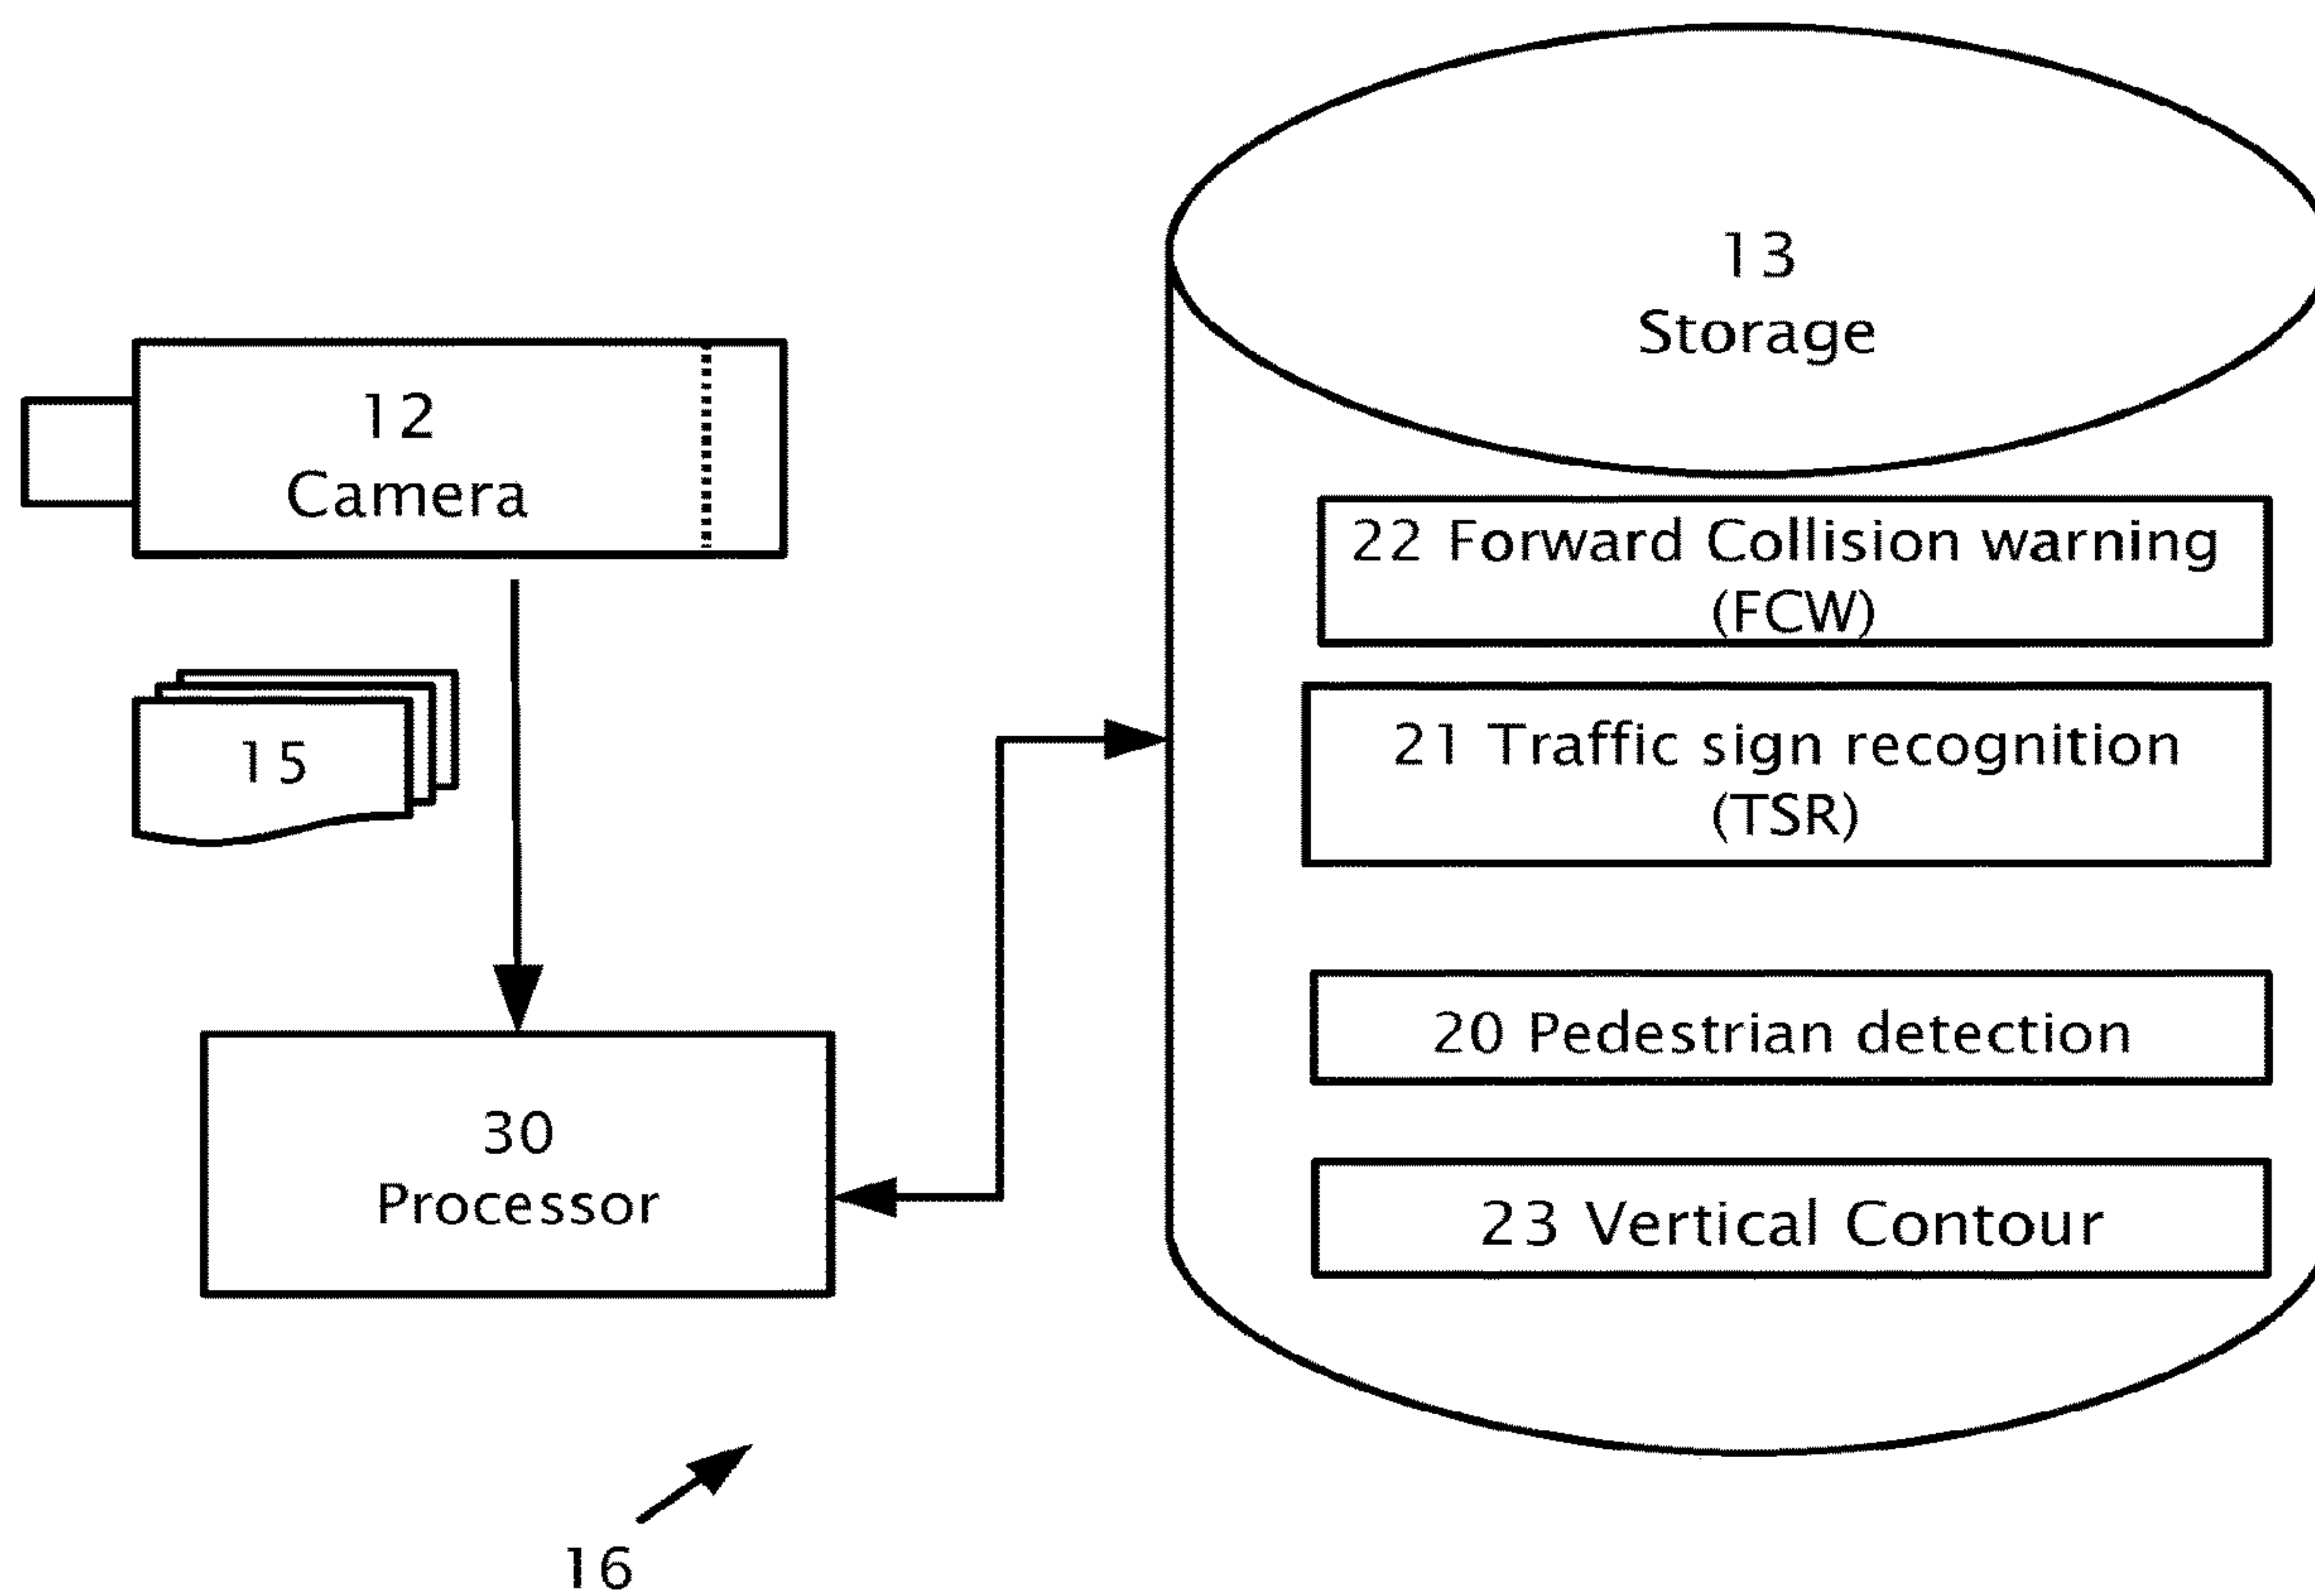 13
Storage
12
Camera
22 Forward Collision warning
(FCW)
21 Traffic sign recognition
(TSR)
15
20 Pedestrian detection
30
Processor
23 Vertical Contour
16